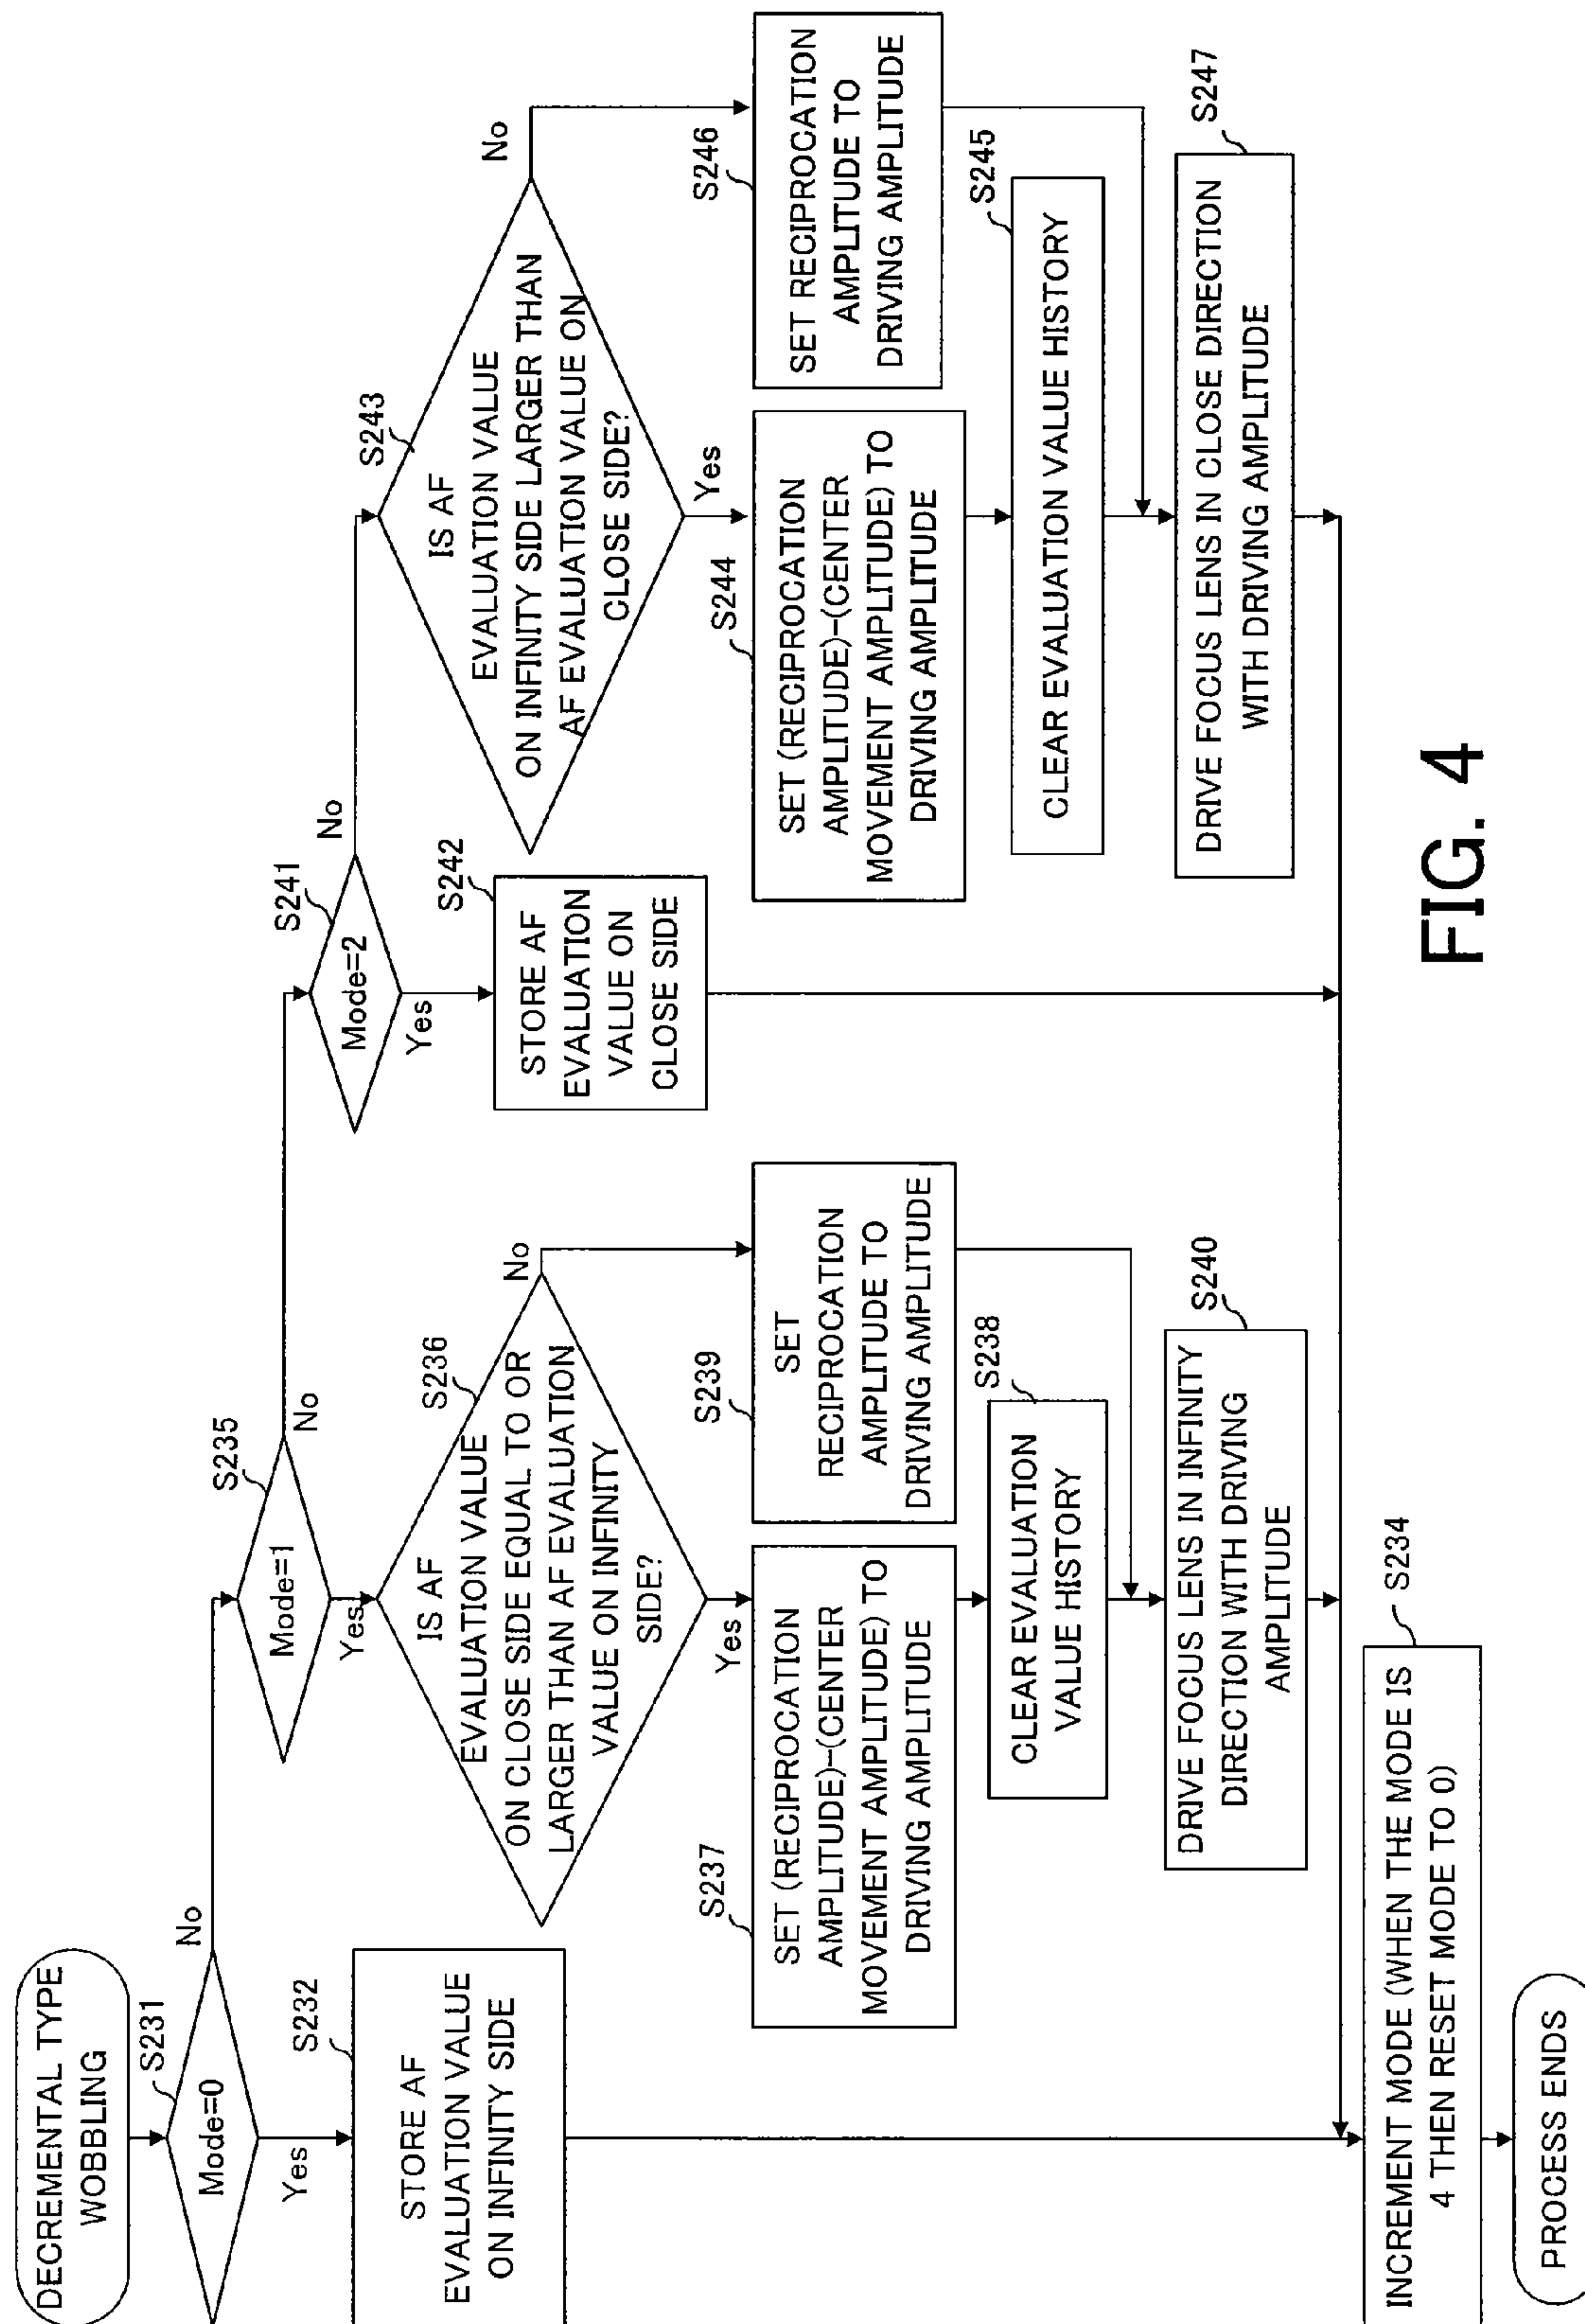 DECREMENTAL TYPE
WOBBLING
S231
Mode=0
No
Yes
S232
STORE AF
EVALUATION VALUE
ON INFINITY SIDE
S235
Mode=1
No
Yes
S236
IS AF
EVALUATION VALUE
ON CLOSE SIDE EQUAL TO OR
LARGER THAN AF EVALUATION
VALUE ON INFINITY
SIDE?
No
Yes
S237
SET (RECIPROCATION
AMPLITUDE)-(CENTER
MOVEMENT AMPLITUDE) TO
DRIVING AMPLITUDE
S239
SET
RECIPROCATION
AMPLITUDE TO
DRIVING AMPLITUDE
S238
CLEAR EVALUATION
VALUE HISTORY
S240
DRIVE FOCUS LENS IN INFINITY
DIRECTION WITH DRIVING
AMPLITUDE
S241
Mode=2
No
Yes
S242
STORE AF
EVALUATION
VALUE ON
CLOSE SIDE
S243
IS AF
EVALUATION VALUE
ON INFINITY SIDE LARGER THAN
AF EVALUATION VALUE ON
CLOSE SIDE?
No
Yes
S244
SET (RECIPROCATION
AMPLITUDE)-(CENTER
MOVEMENT AMPLITUDE) TO
DRIVING AMPLITUDE
S246
SET RECIPROCATION
AMPLITUDE TO
DRIVING AMPLITUDE
S245
CLEAR EVALUATION VALUE HISTORY
S247
DRIVE FOCUS LENS IN CLOSE DIRECTION
WITH DRIVING AMPLITUDE
S234
INCREMENT MODE (WHEN THE MODE IS
4 THEN RESET MODE TO 0)
PROCESS ENDS
FIG. 4